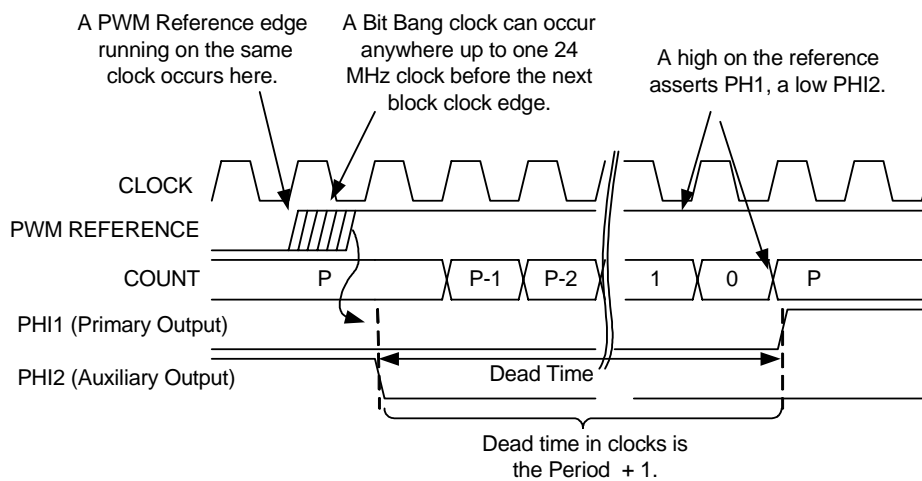 A PWM Reference edge
running on the same
clock occurs here.
A Bit Bang clock can occur
anywhere up to one 24
MHz clock before the next
block clock edge.
A high on the reference
asserts PH1, a low PHI2.
CLOCK
PWM REFERENCE
COUNT
P
P-1
P-2
1
0
P
PHI1 (Primary Output)
PHI2 (Auxiliary Output)
Dead Time
Dead time in clocks is
the Period + 1.